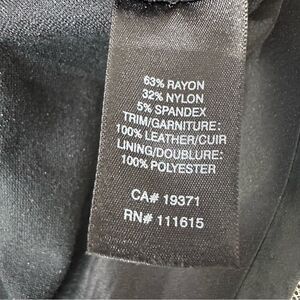 63% RAYON
32% NYLON
5% SPANDEX
TRIM/GARNITURE:
100% LEATHER/CUIR
LINING/DOUBLURE:
100% POLYESTER
CA# 19371
RN# 111615